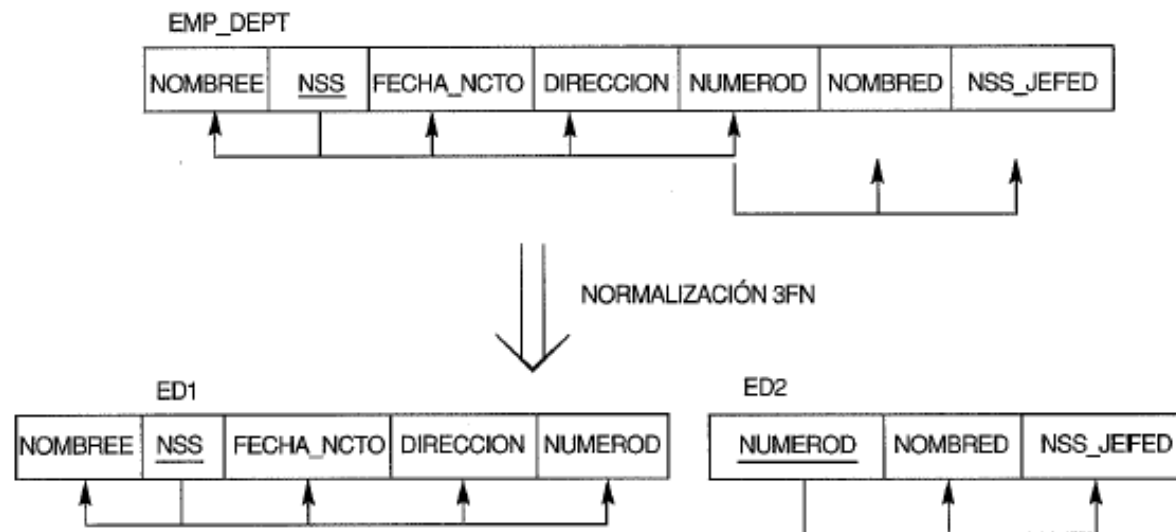 EMP_DEPT
NOMBREE NSS FECHA_NCTO DIRECCION NUMEROD NOMBRED NSS_JEFED
NORMALIZACIÓN 3FN
ED1
NOMBREE NSS FECHA_NCTO DIRECCION NUMEROD
ED2
NUMEROD NOMBRED NSS_JEFED